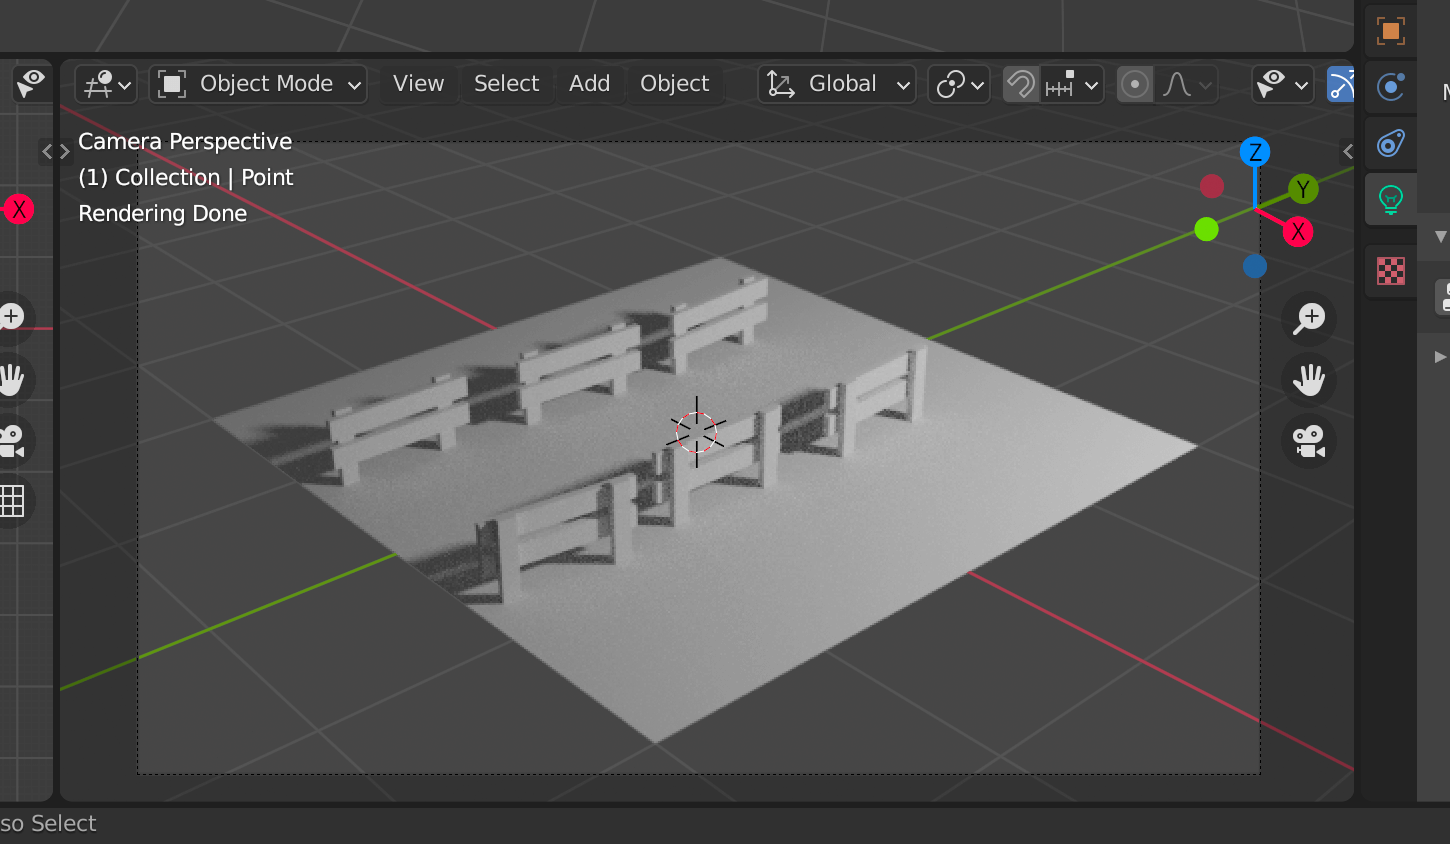 Object Mode
View
Select
Add
Object
Global
Camera Perspective
(1) Collection | Point
Rendering Done
Z
Y
X
X
so Select